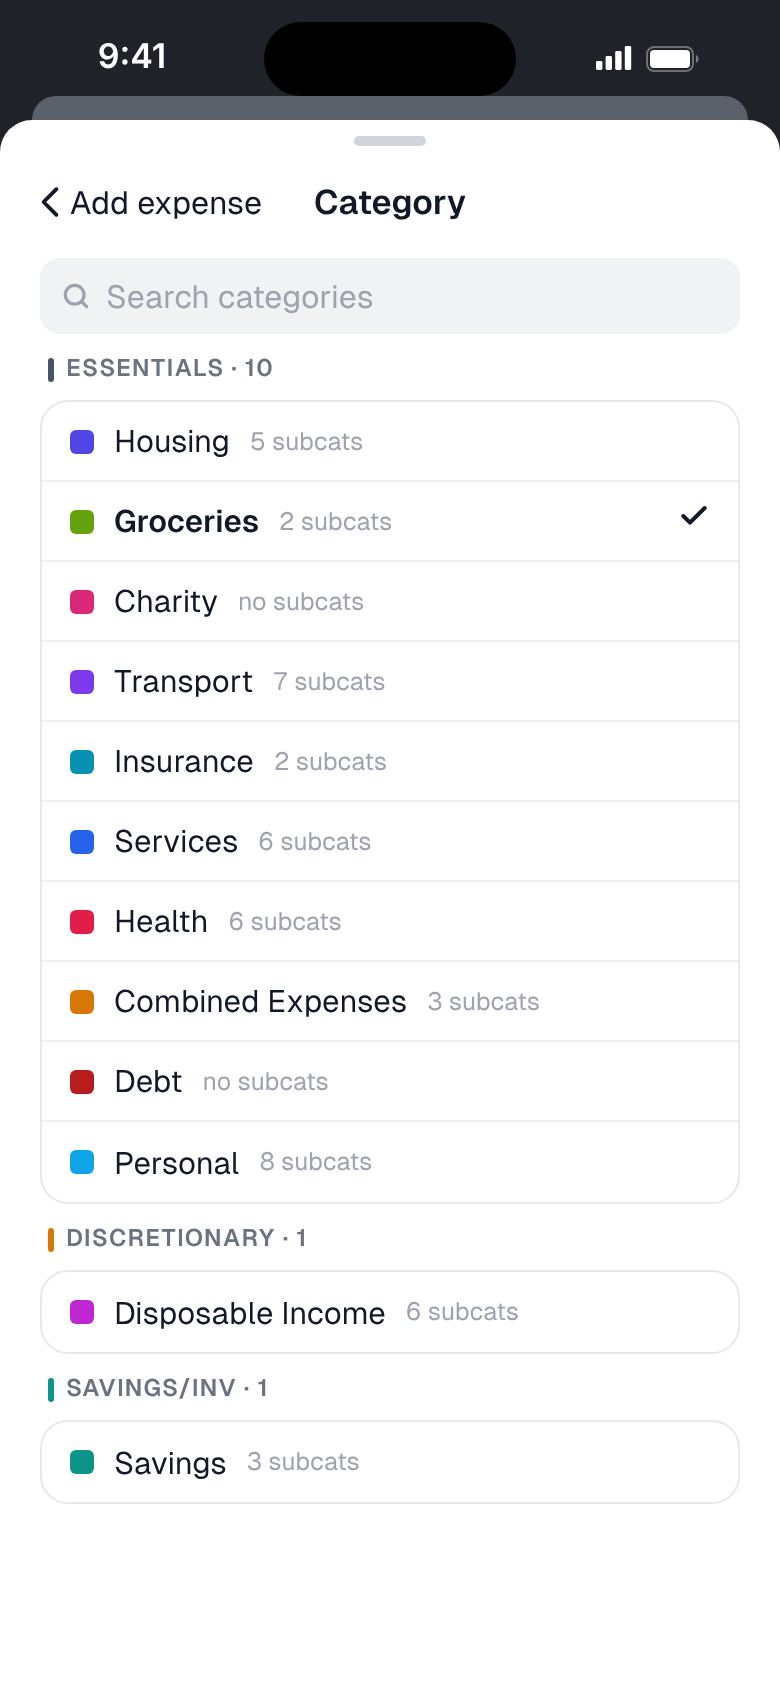 9:41
Add expense Category
Search categories
ESSENTIALS · 10
Housing 5 subcats
Groceries 2 subcats
Charity no subcats
Transport 7 subcats
Insurance 2 subcats
Services 6 subcats
Health 6 subcats
Combined Expenses 3 subcats
Debt no subcats
Personal 8 subcats
DISCRETIONARY · 1
Disposable Income 6 subcats
SAVINGS/INV · 1
Savings 3 subcats